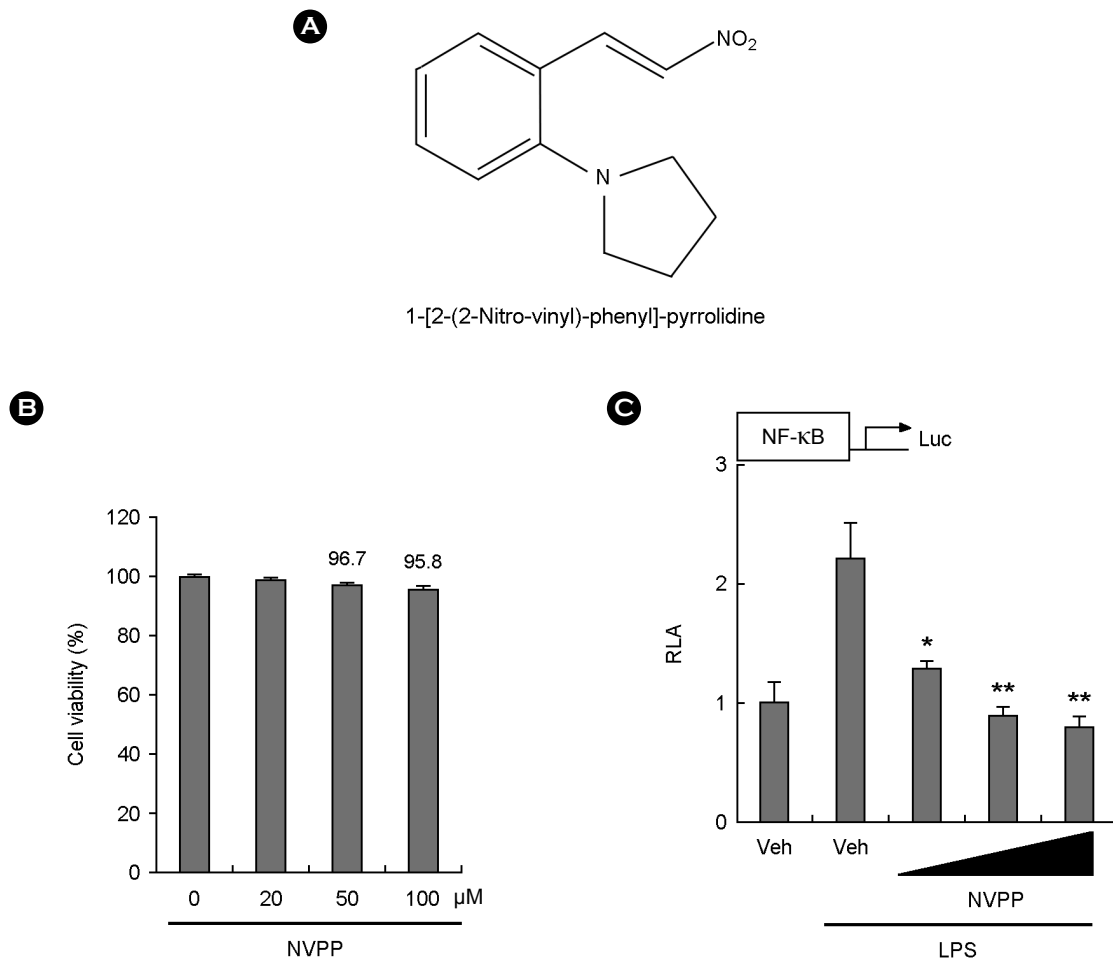 A
NO2
N
1-[2-(2-Nitro-vinyl)-phenyl]-pyrrolidine
B
120
100
80
60
40
20
0
Cell viability (%)
96.7
95.8
0 20 50 100 µM
NVPP
C
NF-κB Luc
3
2
1
0
RLA
*
**
**
Veh Veh
NVPP
LPS